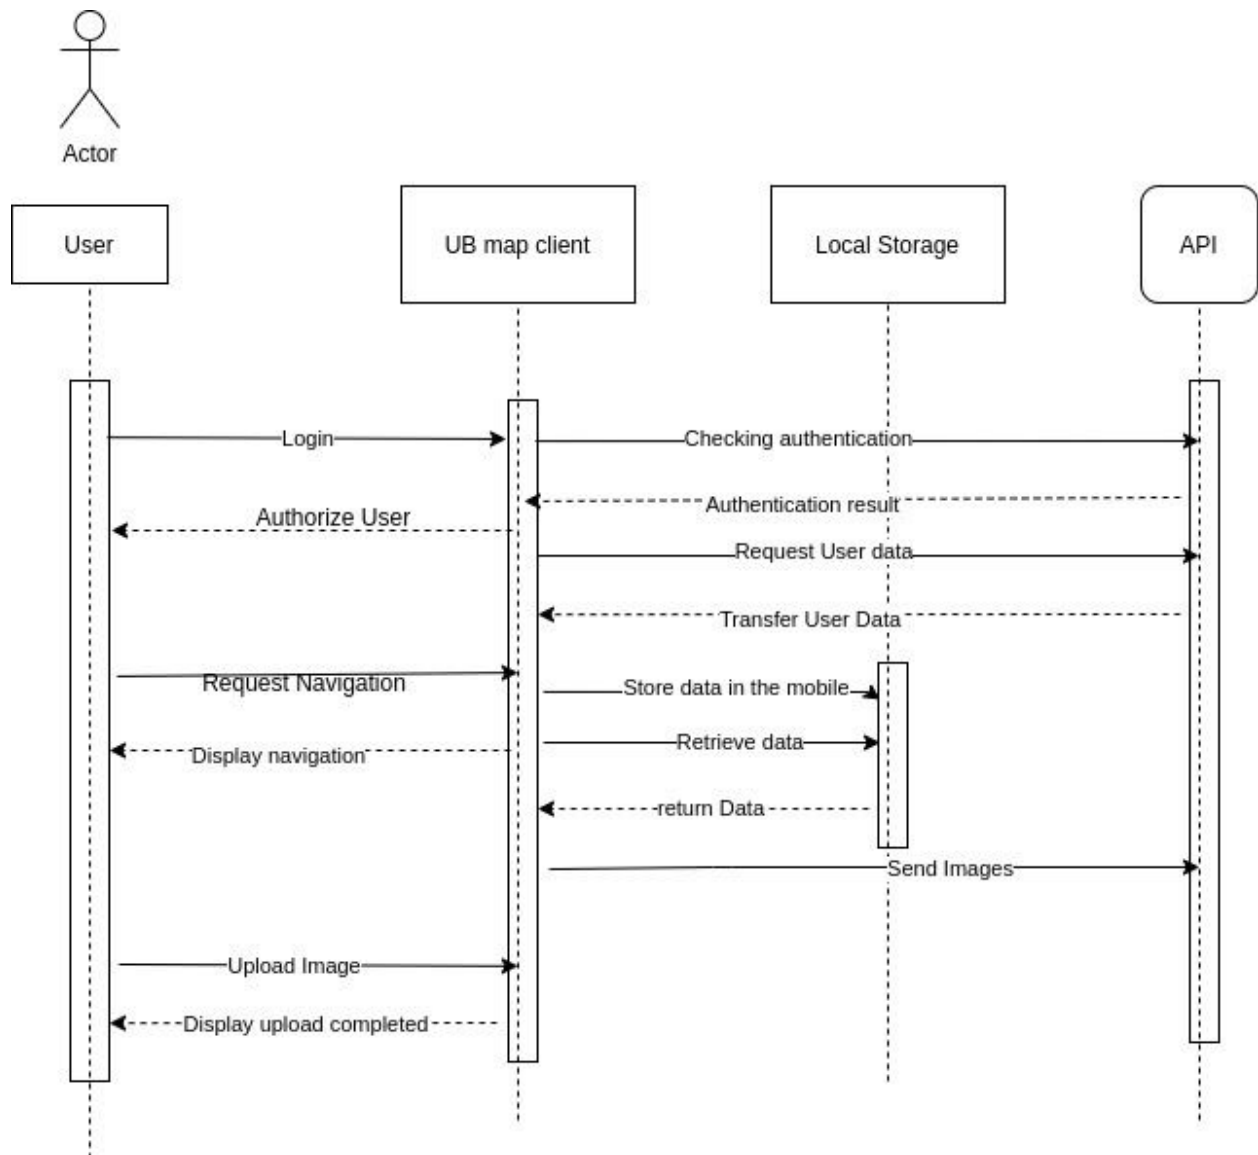 Actor
User
UB map client
Local Storage
API
Login
Checking authentication
Authentication result
Authorize User
Request User data
Transfer User Data
Request Navigation
Store data in the mobile
Retrieve data
Display navigation
return Data
Send Images
Upload Image
Display upload completed